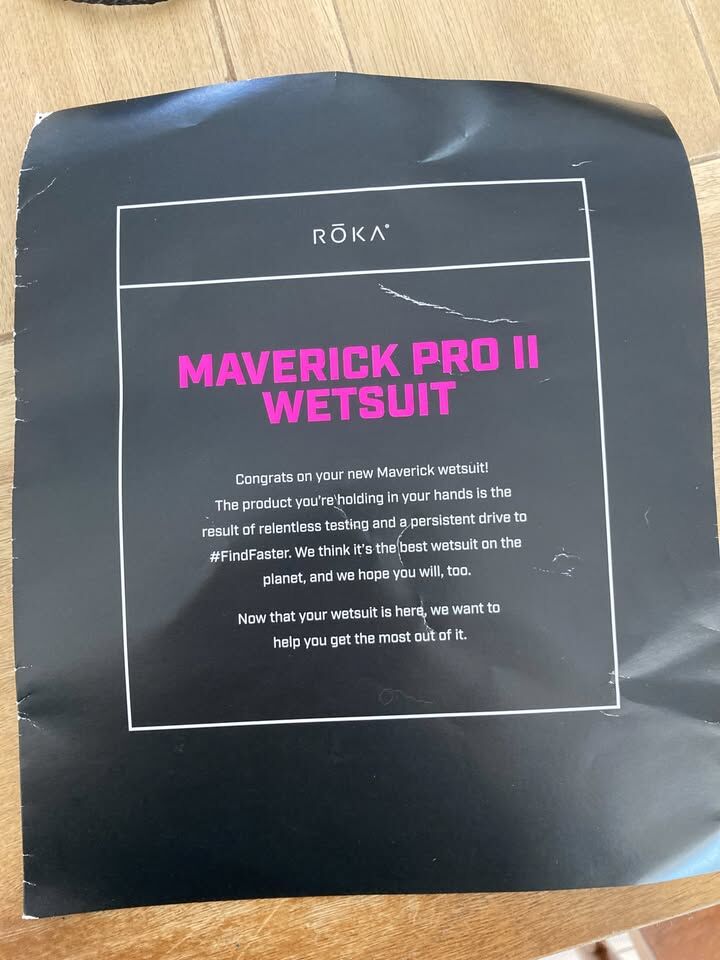 RŌKA
MAVERICK PRO II
WETSUIT
Congrats on your new Maverick wetsuit!
The product you're holding in your hands is the
result of relentless testing and a persistent drive to
#FindFaster. We think it's the best wetsuit on the
planet, and we hope you will, too.
Now that your wetsuit is here, we want to
help you get the most out of it.